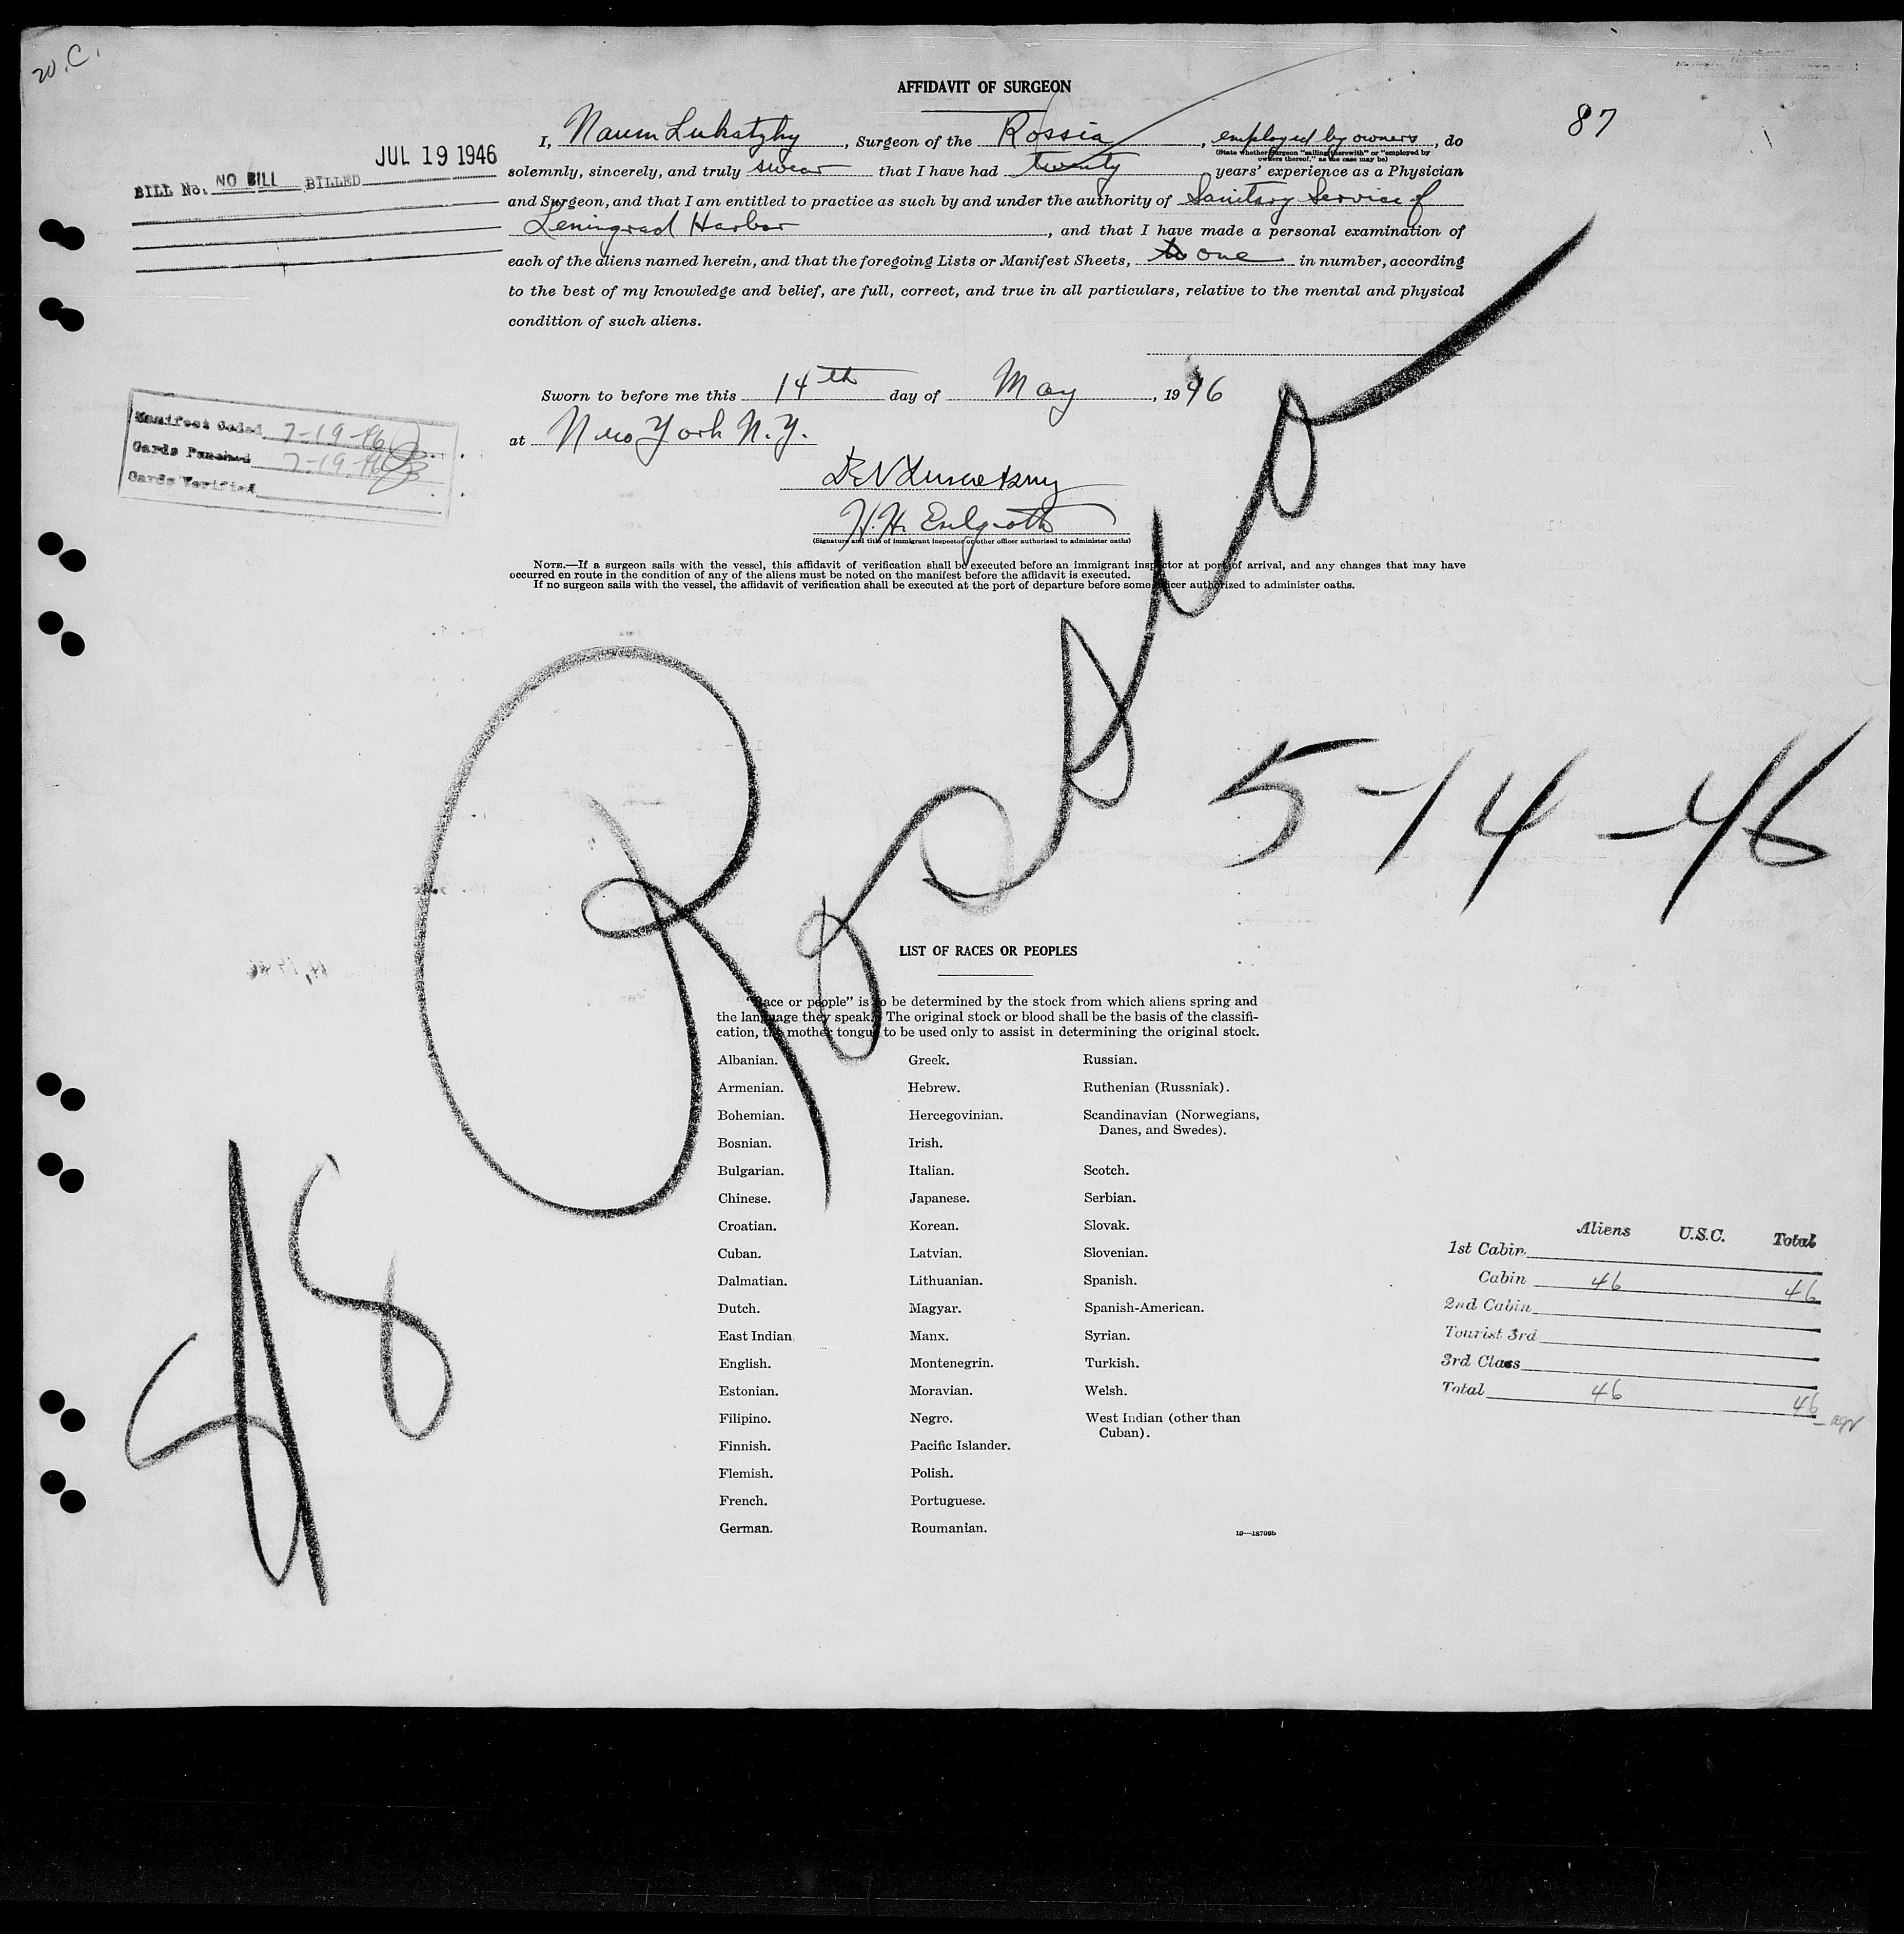 AFFIDAVIT OF SURGEON
87
I, Naum Lukatzky, Surgeon of the Rossia, employed by owners, do
(State whether surgeon "sailing therewith" or "employed by
owners thereof," as the case may be)
solemnly, sincerely, and truly swear that I have had twenty years' experience as a Physician
and Surgeon, and that I am entitled to practice as such by and under the authority of Sanitary Service of
Leningrad Harbor, and that I have made a personal examination of
each of the aliens named herein, and that the foregoing Lists or Manifest Sheets, to one in number, according
to the best of my knowledge and belief, are full, correct, and true in all particulars, relative to the mental and physical
condition of such aliens.
JUL 19 1946
BILL No. NO BILL BILLED
Sworn to before me this 14th day of May, 1946
at New York N.Y.
Manifest Coded 7-19-46
Cards Punched 7-19-46
Cards Verified
(Signature and title of immigrant inspector or other officer authorized to administer oaths)
NOTE.—If a surgeon sails with the vessel, this affidavit of verification shall be executed before an immigrant inspector at port of arrival, and any changes that may have
occurred en route in the condition of any of the aliens must be noted on the manifest before the affidavit is executed.
If no surgeon sails with the vessel, the affidavit of verification shall be executed at the port of departure before some officer authorized to administer oaths.
5-14-46
LIST OF RACES OR PEOPLES
"Race or people" is to be determined by the stock from which aliens spring and
the language they speak. The original stock or blood shall be the basis of the classifi-
cation, the mother tongue to be used only to assist in determining the original stock.
Albanian.
Armenian.
Bohemian.
Bosnian.
Bulgarian.
Chinese.
Croatian.
Cuban.
Dalmatian.
Dutch.
East Indian
English.
Estonian.
Filipino.
Finnish.
Flemish.
French.
German.
Greek.
Hebrew.
Hercegovinian.
Irish.
Italian.
Japanese.
Korean.
Latvian.
Lithuanian.
Magyar.
Manx.
Montenegrin.
Moravian.
Negro.
Pacific Islander.
Polish.
Portuguese.
Roumanian.
Russian.
Ruthenian (Russniak).
Scandinavian (Norwegians,
Danes, and Swedes).
Scotch.
Serbian.
Slovak.
Slovenian.
Spanish.
Spanish-American.
Syrian.
Turkish.
Welsh.
West Indian (other than
Cuban).
Aliens U.S.C. Total
1st Cabin
Cabin 46 46
2nd Cabin
Tourist 3rd
3rd Class
Total 46 46